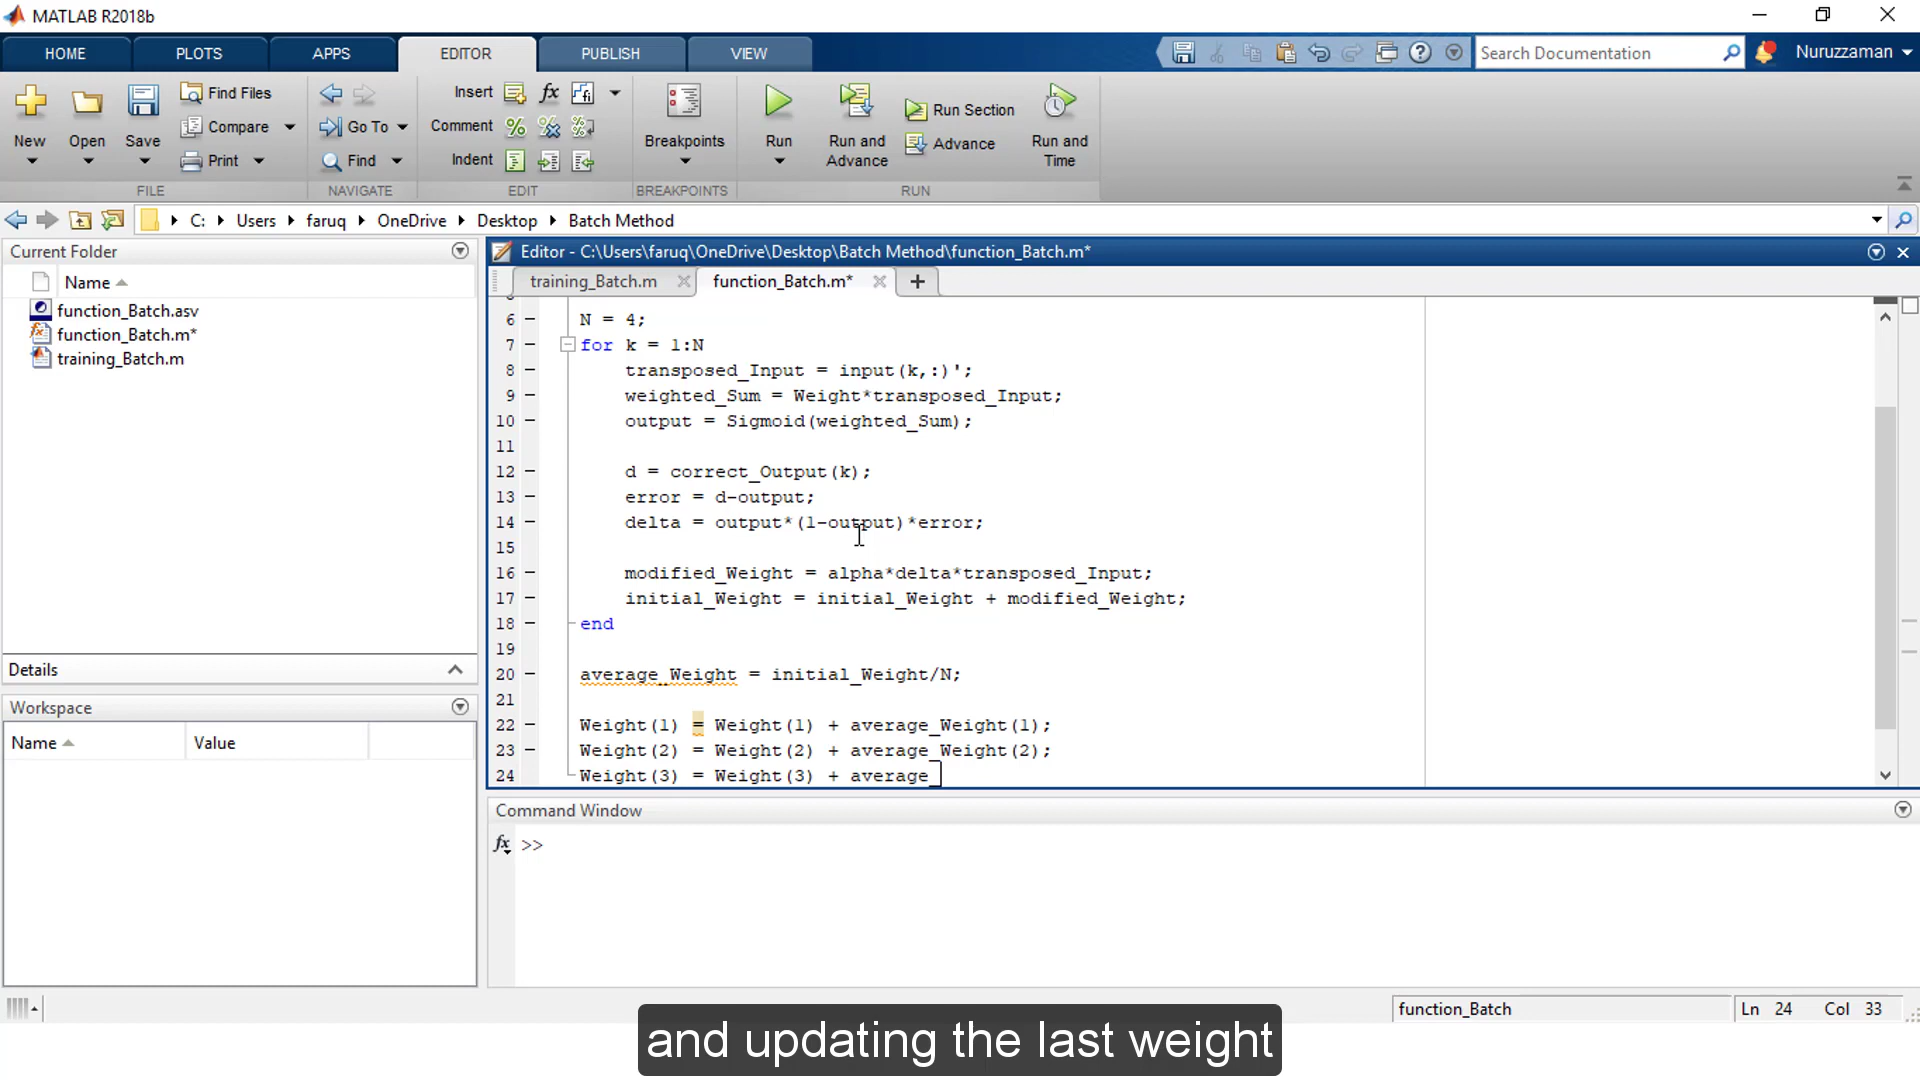 MATLAB R2018b
HOME PLOTS APPS EDITOR PUBLISH VIEW Search Documentation Nuruzzaman
New Open Save Find Files Compare Print
FILE
Go To Find
NAVIGATE
Insert fx
Comment
Indent
EDIT
Breakpoints
BREAKPOINTS
Run Run and Advance Run Section Advance Run and Time
RUN
C: Users faruq OneDrive Desktop Batch Method
Current Folder
Name
function_Batch.asv
function_Batch.m*
training_Batch.m
Details
Workspace
Name Value
Editor - C:\Users\faruq\OneDrive\Desktop\Batch Method\function_Batch.m*
training_Batch.m function_Batch.m* +
6 – N = 4;
7 – for k = 1:N
8 – transposed_Input = input(k,:)';
9 – weighted_Sum = Weight*transposed_Input;
10 – output = Sigmoid(weighted_Sum);
11
12 – d = correct_Output(k);
13 – error = d-output;
14 – delta = output*(1-output)*error;
15
16 – modified_Weight = alpha*delta*transposed_Input;
17 – initial_Weight = initial_Weight + modified_Weight;
18 – end
19
20 – average_Weight = initial_Weight/N;
21
22 – Weight(1) = Weight(1) + average_Weight(1);
23 – Weight(2) = Weight(2) + average_Weight(2);
24 Weight(3) = Weight(3) + average_
Command Window
fx >>
function_Batch Ln 24 Col 33
and updating the last weight